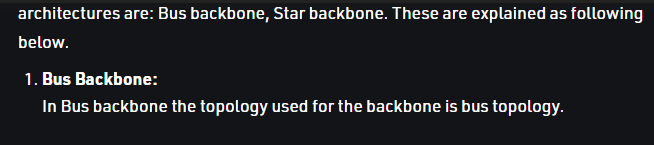 architectures are: Bus backbone, Star backbone. These are explained as following
below.
1. Bus Backbone:
In Bus backbone the topology used for the backbone is bus topology.